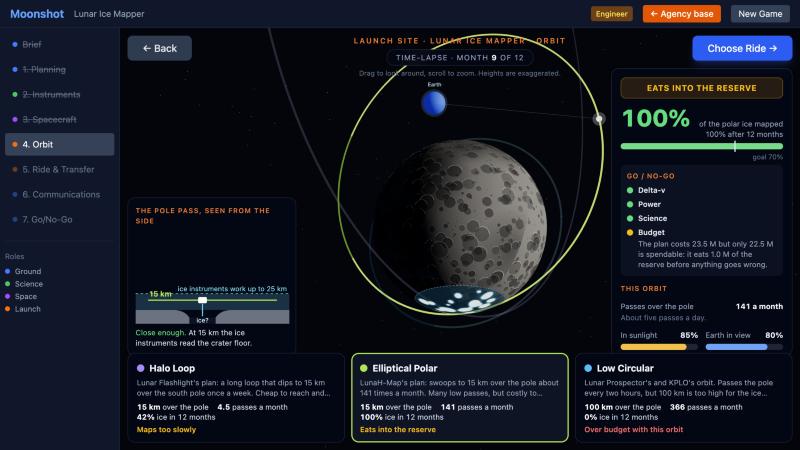 Moonshot Lunar Ice Mapper
Engineer
← Agency base
New Game
Brief
1. Planning
2. Instruments
3. Spacecraft
4. Orbit
5. Ride & Transfer
6. Communications
7. Go/No-Go
Roles
Ground
Science
Space
Launch
← Back
LAUNCH SITE · LUNAR ICE MAPPER · ORBIT
TIME-LAPSE · MONTH 9 OF 12
Drag to look around, scroll to zoom. Heights are exaggerated.
Earth
Choose Ride →
THE POLE PASS, SEEN FROM THE
SIDE
ice instruments work up to 25 km
15 km
ice?
Close enough. At 15 km the ice
instruments read the crater floor.
EATS INTO THE RESERVE
100% of the polar ice mapped
100% after 12 months
goal 70%
GO / NO-GO
Delta-v
Power
Science
Budget
The plan costs 23.5 M but only 22.5 M
is spendable: it eats 1.0 M of the
reserve before anything goes wrong.
THIS ORBIT
Passes over the pole 141 a month
About five passes a day.
In sunlight 85% Earth in view 80%
Halo Loop
Lunar Flashlight's plan: a long loop that dips to 15 km
over the south pole once a week. Cheap to reach and...
15 km over the pole 4.5 passes a month
42% ice in 12 months
Maps too slowly
Elliptical Polar
LunaH-Map's plan: swoops to 15 km over the pole about
141 times a month. Many low passes, but costly to...
15 km over the pole 141 passes a month
100% ice in 12 months
Eats into the reserve
Low Circular
Lunar Prospector's and KPLO's orbit. Passes the pole
every two hours, but 100 km is too high for the ice...
100 km over the pole 366 passes a month
0% ice in 12 months
Over budget with this orbit